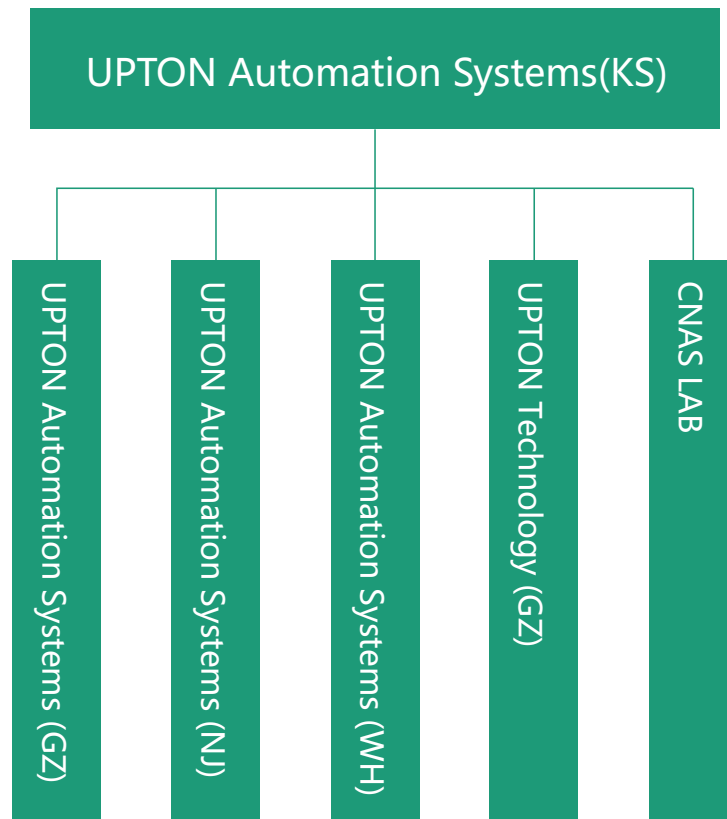 UPTON Automation Systems(KS)
UPTON Automation Systems (GZ)
UPTON Automation Systems (NJ)
UPTON Automation Systems (WH)
UPTON Technology (GZ)
CNAS LAB